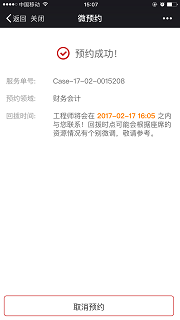 中国移动 15:07
返回 关闭 微预约
预约成功！
服务单号: Case-17-02-0015208
预约领域: 财务会计
回拨时间: 工程师将会在 2017-02-17 16:05 之内
与您联系！回拨时点可能会根据座席的
资源情况有个别微调，敬请参考。
取消预约